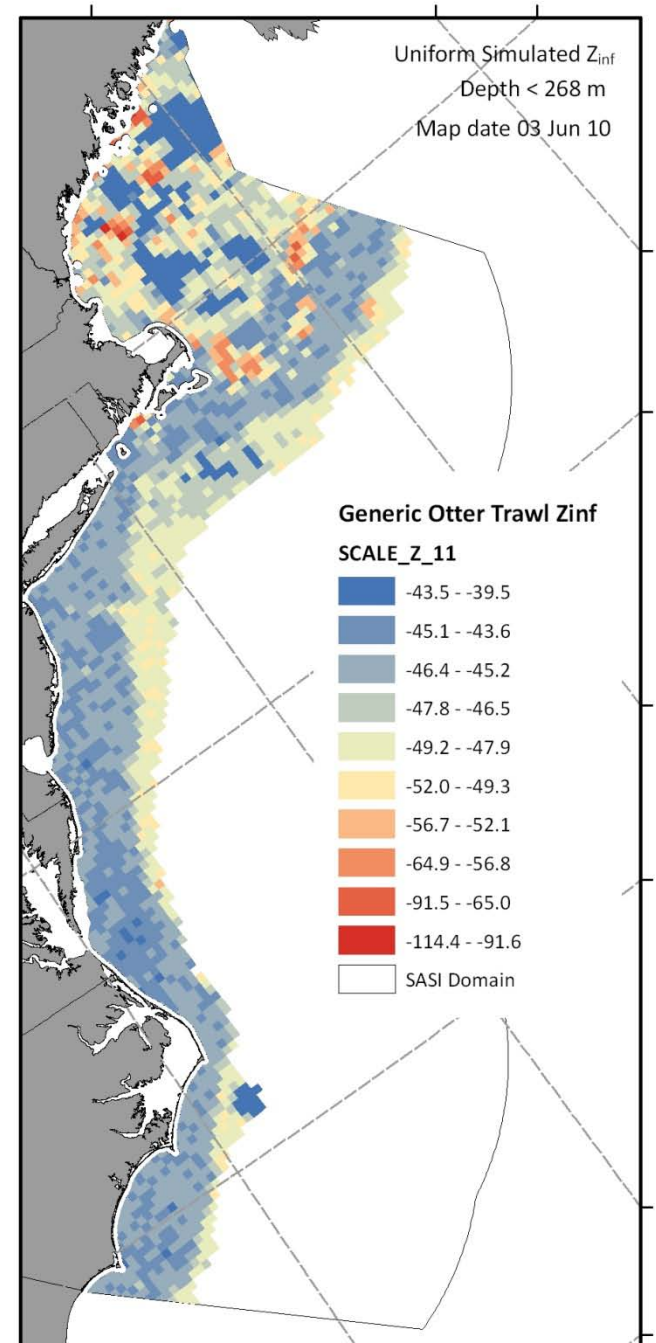 Uniform Simulated Zinf
Depth < 268 m
Map date 03 Jun 10
Generic Otter Trawl Zinf
SCALE_Z_11
-43.5 - -39.5
-45.1 - -43.6
-46.4 - -45.2
-47.8 - -46.5
-49.2 - -47.9
-52.0 - -49.3
-56.7 - -52.1
-64.9 - -56.8
-91.5 - -65.0
-114.4 - -91.6
SASI Domain